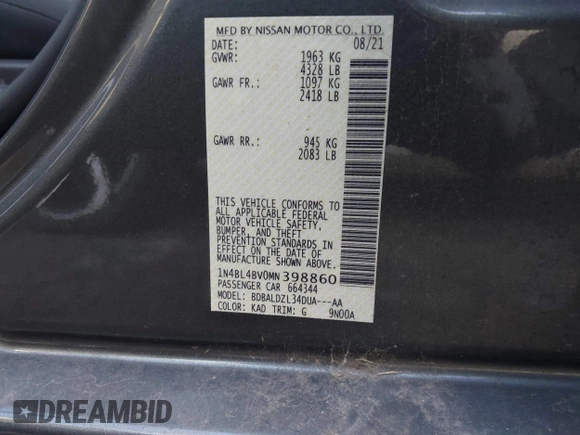 MFD BY NISSAN MOTOR CO., LTD.
DATE: 08/21
GVWR: 1963 KG
4328 LB
GAWR FR.: 1097 KG
2418 LB
GAWR RR.: 945 KG
2083 LB
THIS VEHICLE CONFORMS TO
ALL APPLICABLE FEDERAL
MOTOR VEHICLE SAFETY,
BUMPER, AND THEFT
PREVENTION STANDARDS IN
EFFECT ON THE DATE OF
MANUFACTURE SHOWN ABOVE.
1N4BL4BV0MN398860
PASSENGER CAR 664344
MODEL: BDBALDZL34DUA---AA
COLOR: KAD TRIM: G 9N00A
DREAMBID